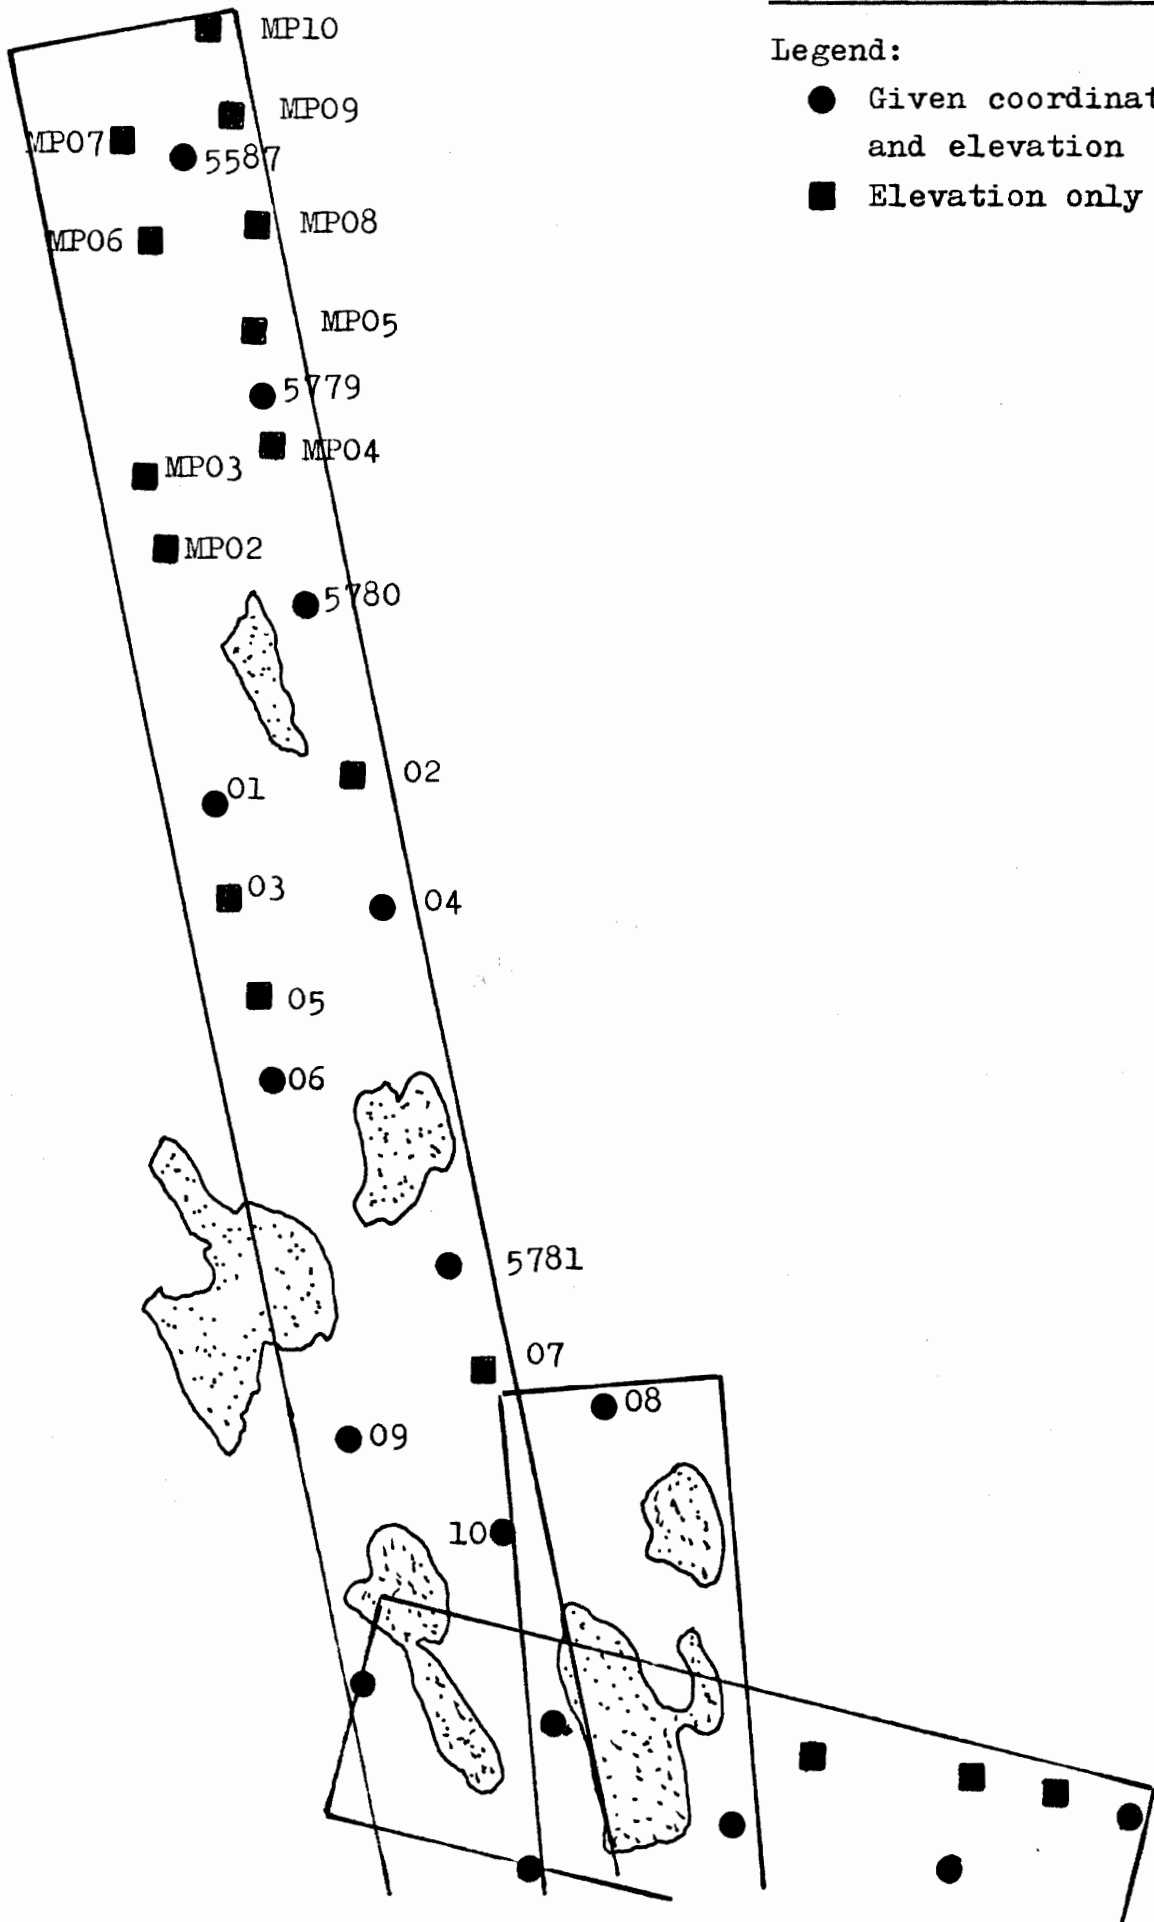 MP10
Legend:
Given coordinat
and elevation
Elevation only
MP09
MP07
5587
MP08
MP06
MP05
5779
MP04
MP03
MP02
5780
02
01
03
04
05
06
5781
07
08
09
10